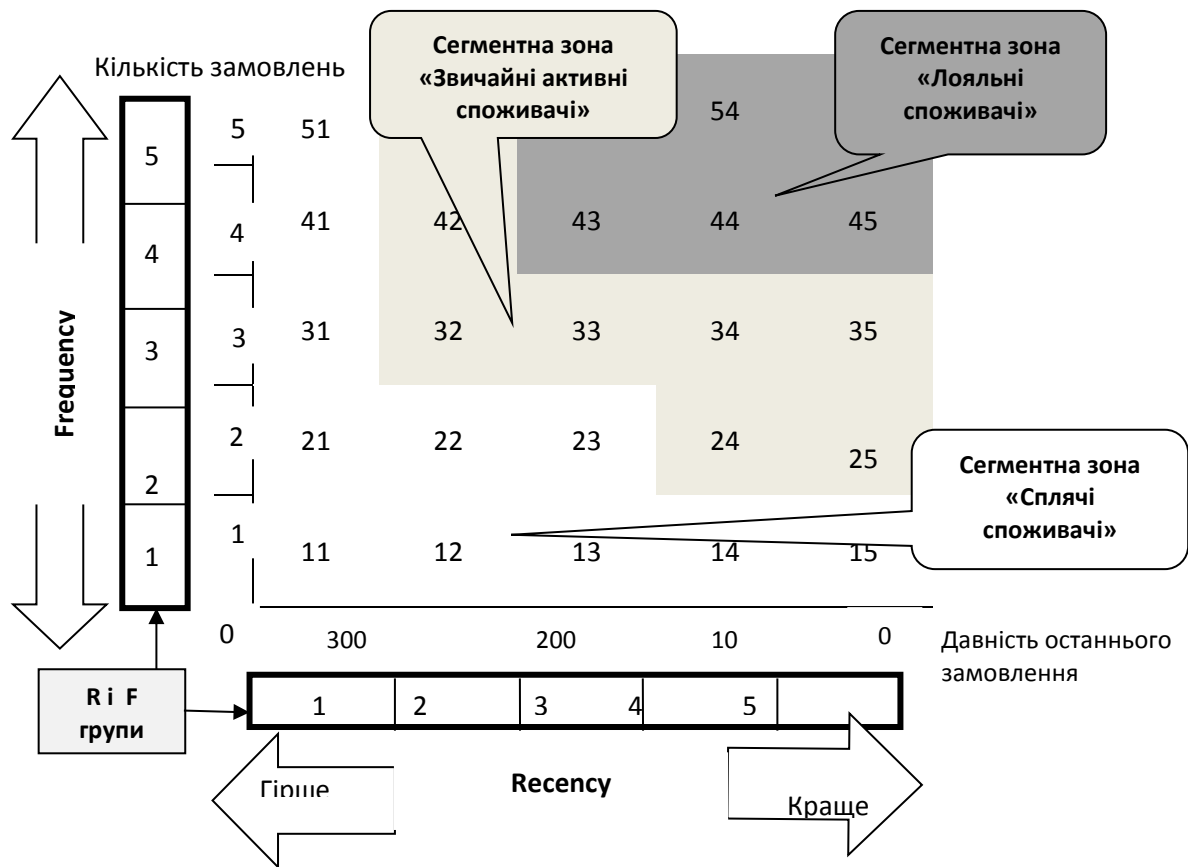 Сегментна зона
«Звичайні активні
споживачі»
Сегментна зона
«Лояльні
споживачі»
Кількість замовлень
5 5 51 54
4 4 41 42 43 44 45
3 3 31 32 33 34 35
2 2 21 22 23 24 25
1 1 11 12 13 14 15
Frequency
Сегментна зона
«Сплячі
споживачі»
0 300 200 10 0
Давність останнього
замовлення
R і F
групи
1 2 3 4 5
Гірше
Recency
Краще